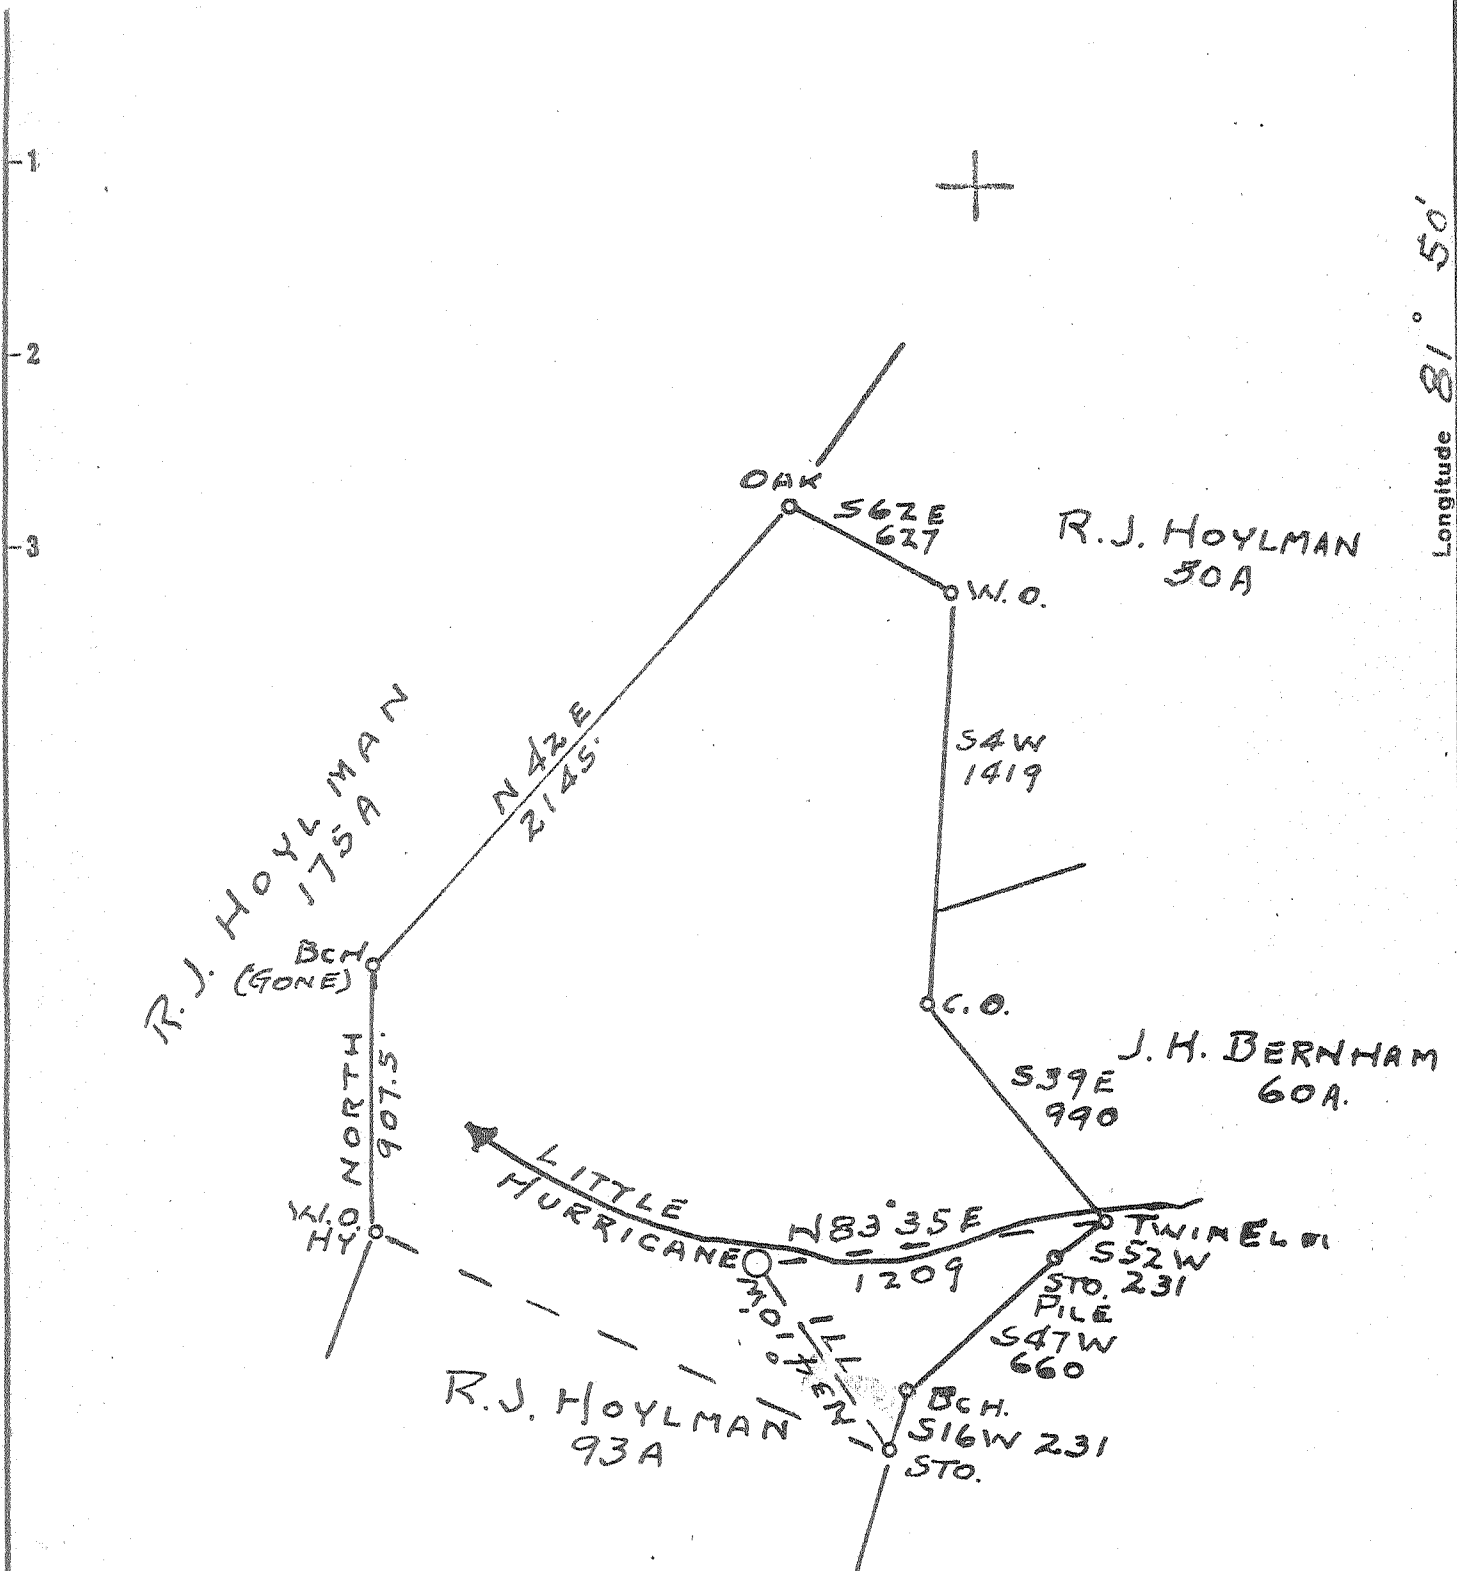 -1
-2
-3
Longitude 81° 50'
OAK
S62E
627
W.O.
R.J. HOYLMAN
50A
N 42 E
2145'
S4W
1419
R.J. HOYLMAN
175A
BCH
(GONE)
C.O.
NORTH
907.5'
S39E
990
J.H. BERNHAM
60A.
W.O.
HY.
LITTLE
HURRICANE
N83°35E
1209
TWIN ELM
S52W
231
STO.
PILE
S47W
660
BCH.
S16W 231
STO.
R.J. HOYLMAN
93A